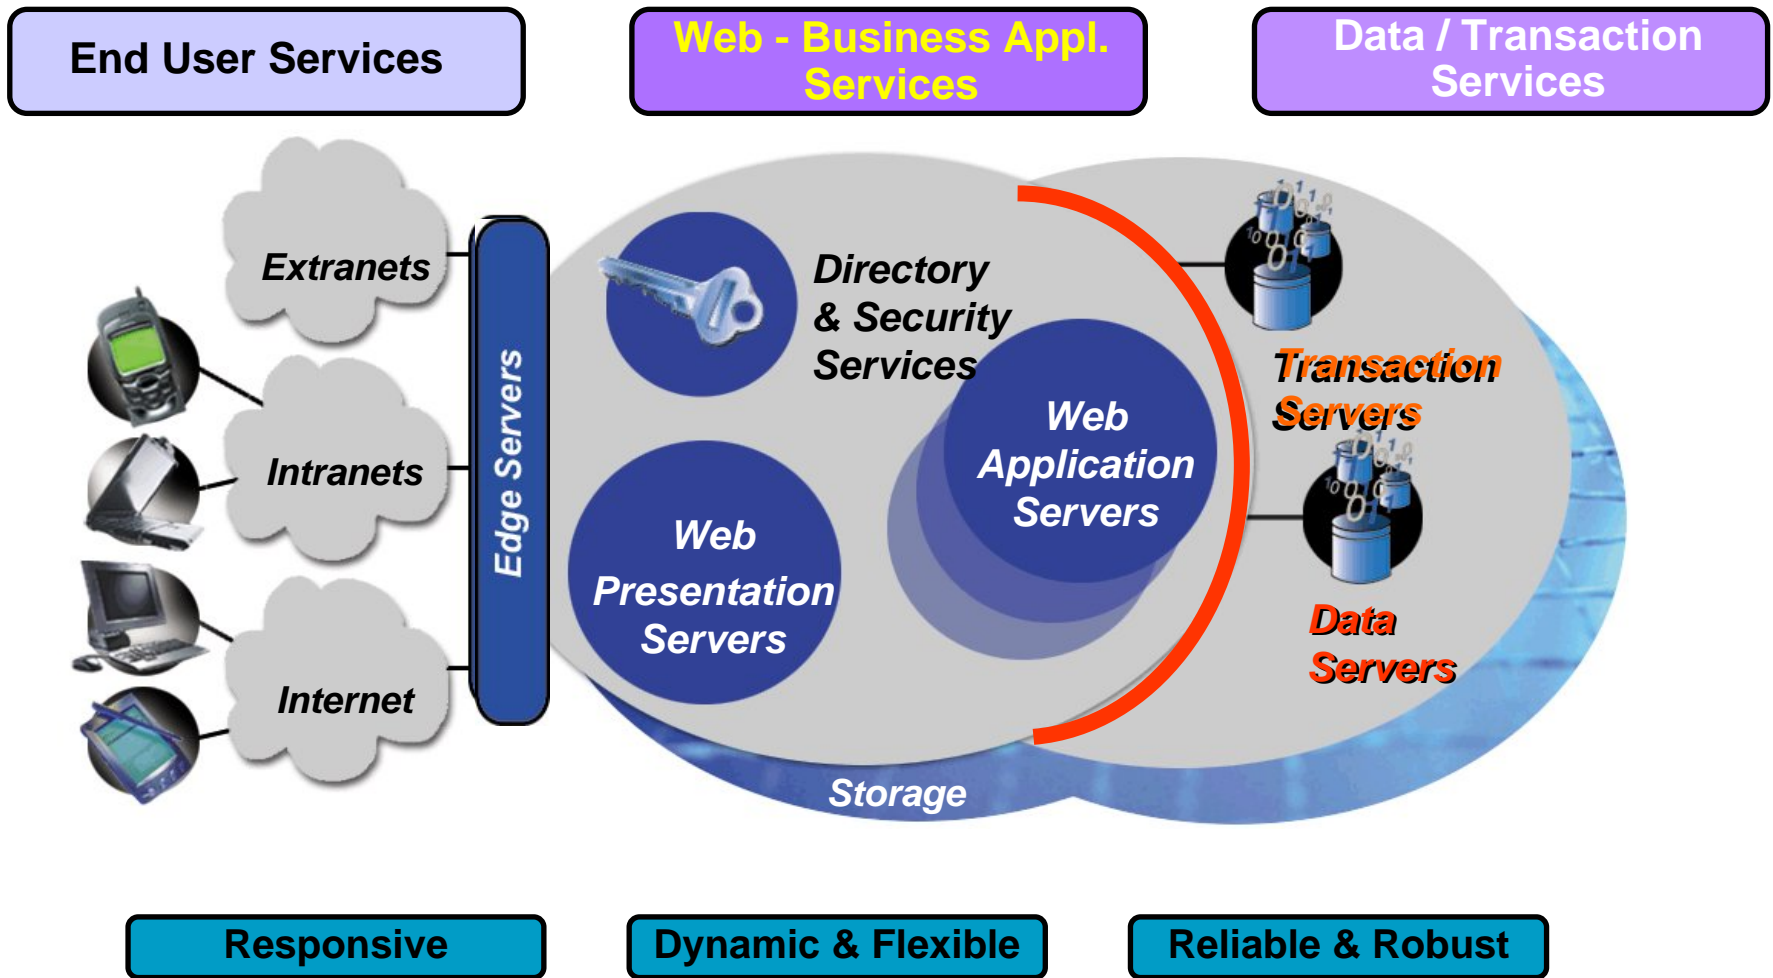 End User Services
Web - Business Appl.
Services
Data / Transaction
Services
Extranets
Intranets
Internet
Edge Servers
Directory
& Security
Services
Web
Presentation
Servers
Web
Application
Servers
Transaction
Servers
Data
Servers
Storage
Responsive
Dynamic & Flexible
Reliable & Robust